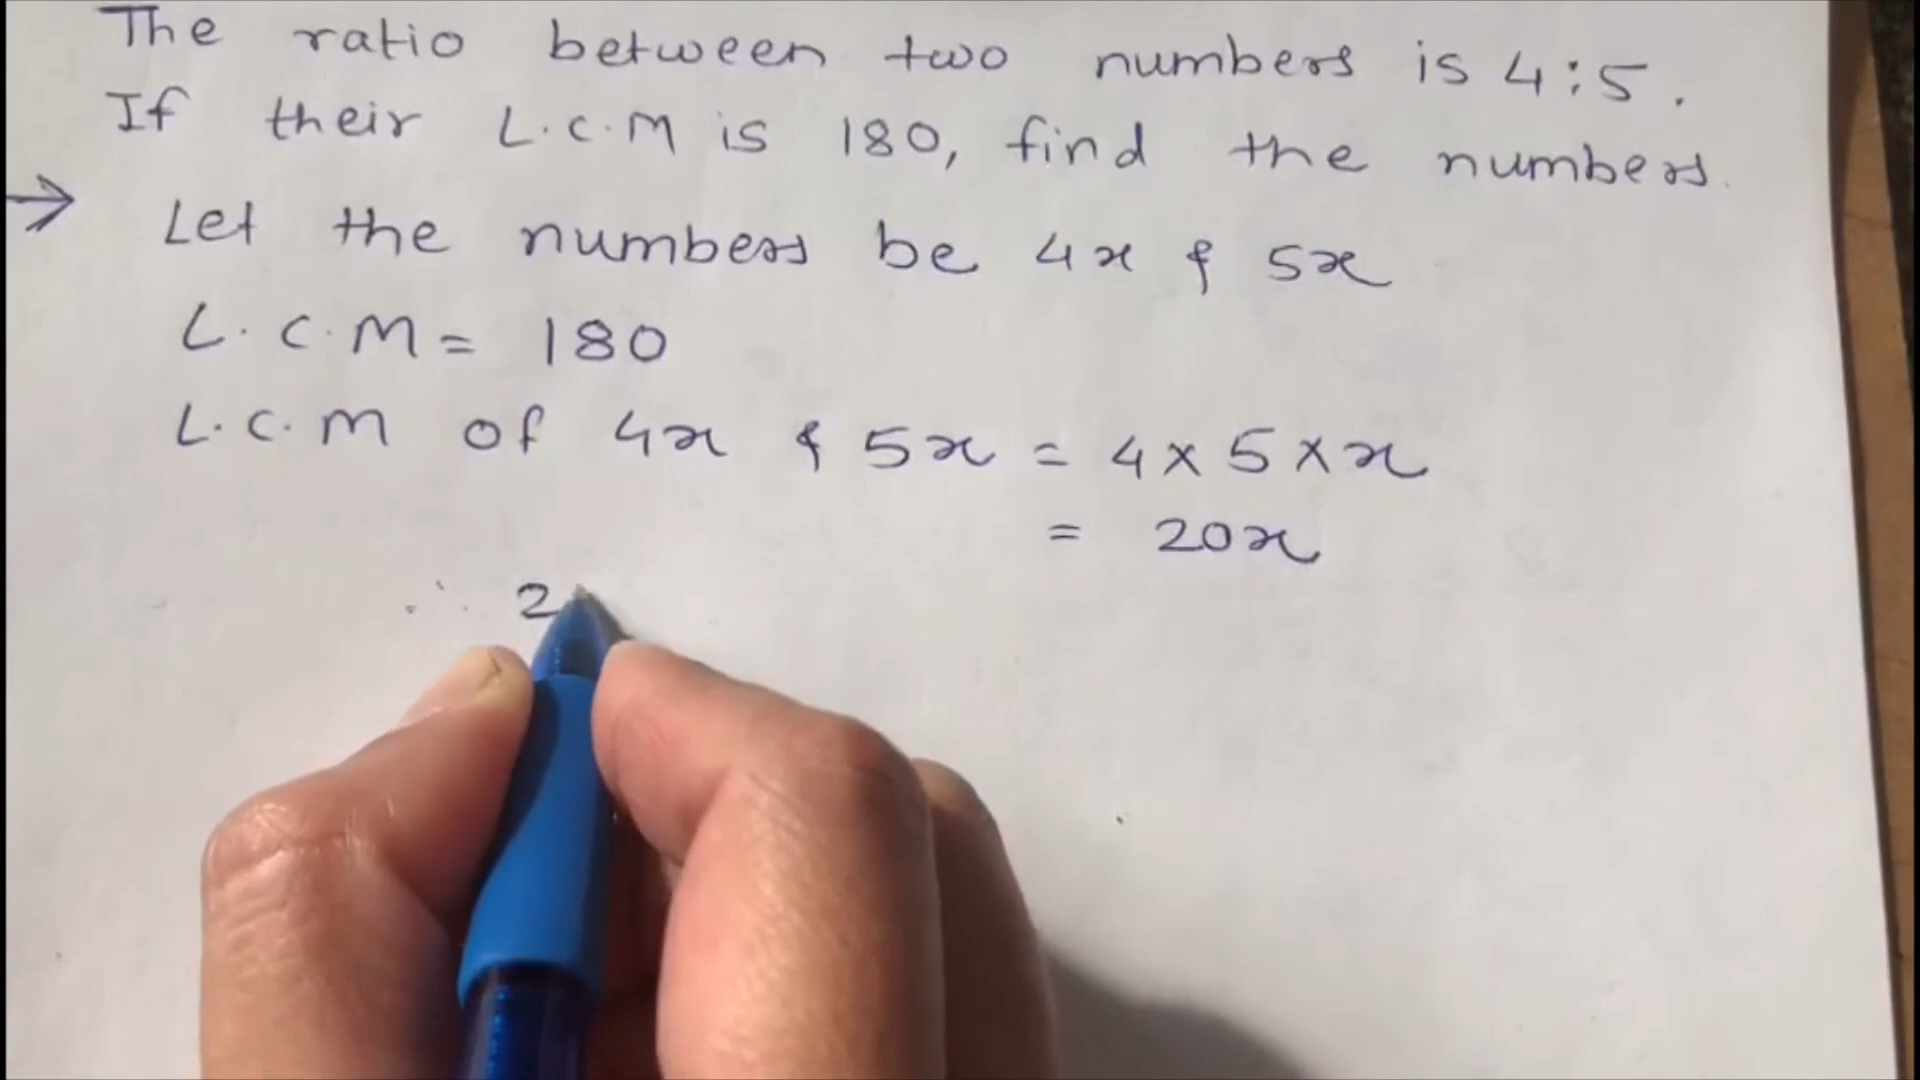 The ratio between two numbers is 4:5.
If their L.C.M is 180, find the numbers.
→ Let the numbers be 4x & 5x
L.C.M = 180
L.C.M of 4x & 5x = 4 × 5 × x
= 20x
∴ 2